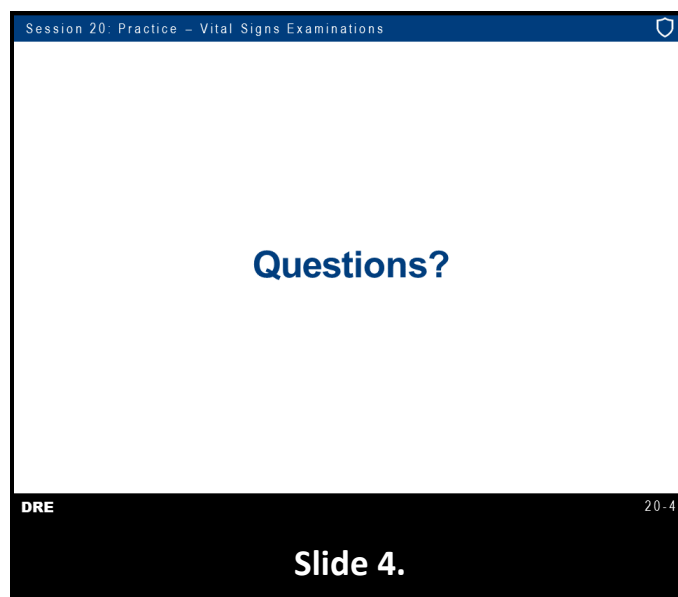 Session 20: Practice – Vital Signs Examinations
Questions?
DRE
20-4
Slide 4.